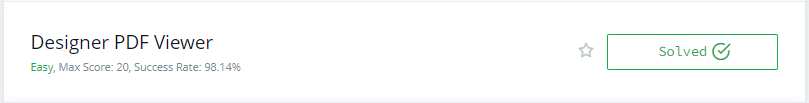 Designer PDF Viewer
Solved
Easy, Max Score: 20, Success Rate: 98.14%